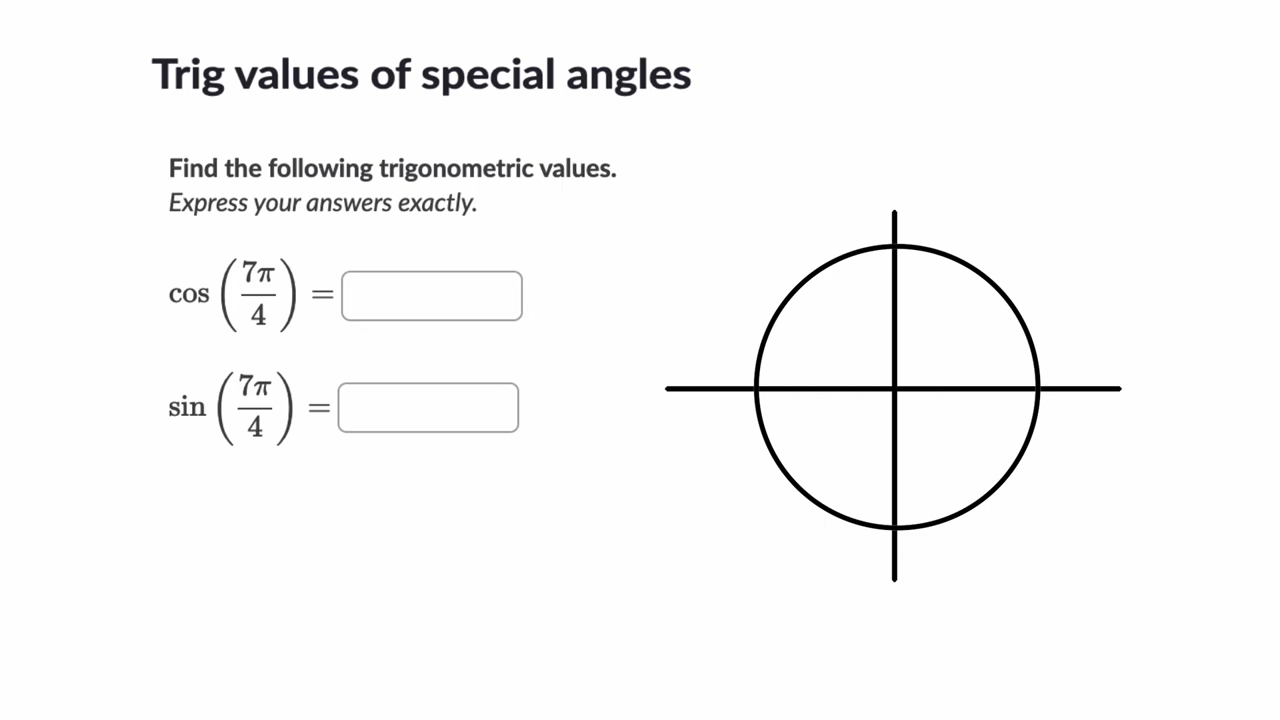 Trig values of special angles
Find the following trigonometric values.
Express your answers exactly.
cos(7π/4) =
sin(7π/4) =